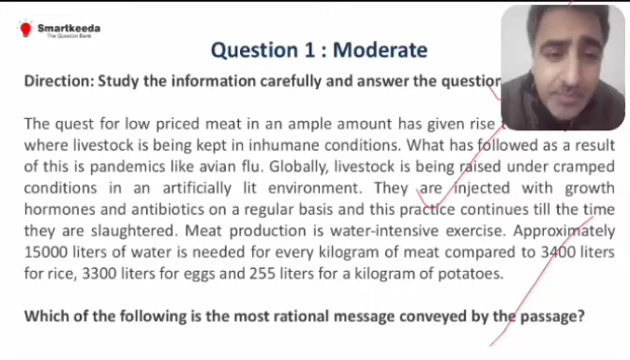 Smartkeeda
The Question Bank
Question 1 : Moderate
Direction: Study the information carefully and answer the question
The quest for low priced meat in an ample amount has given rise
where livestock is being kept in inhumane conditions. What has followed as a result
of this is pandemics like avian flu. Globally, livestock is being raised under cramped
conditions in an artificially lit environment. They are injected with growth
hormones and antibiotics on a regular basis and this practice continues till the time
they are slaughtered. Meat production is water-intensive exercise. Approximately
15000 liters of water is needed for every kilogram of meat compared to 3400 liters
for rice, 3300 liters for eggs and 255 liters for a kilogram of potatoes.
Which of the following is the most rational message conveyed by the passage?